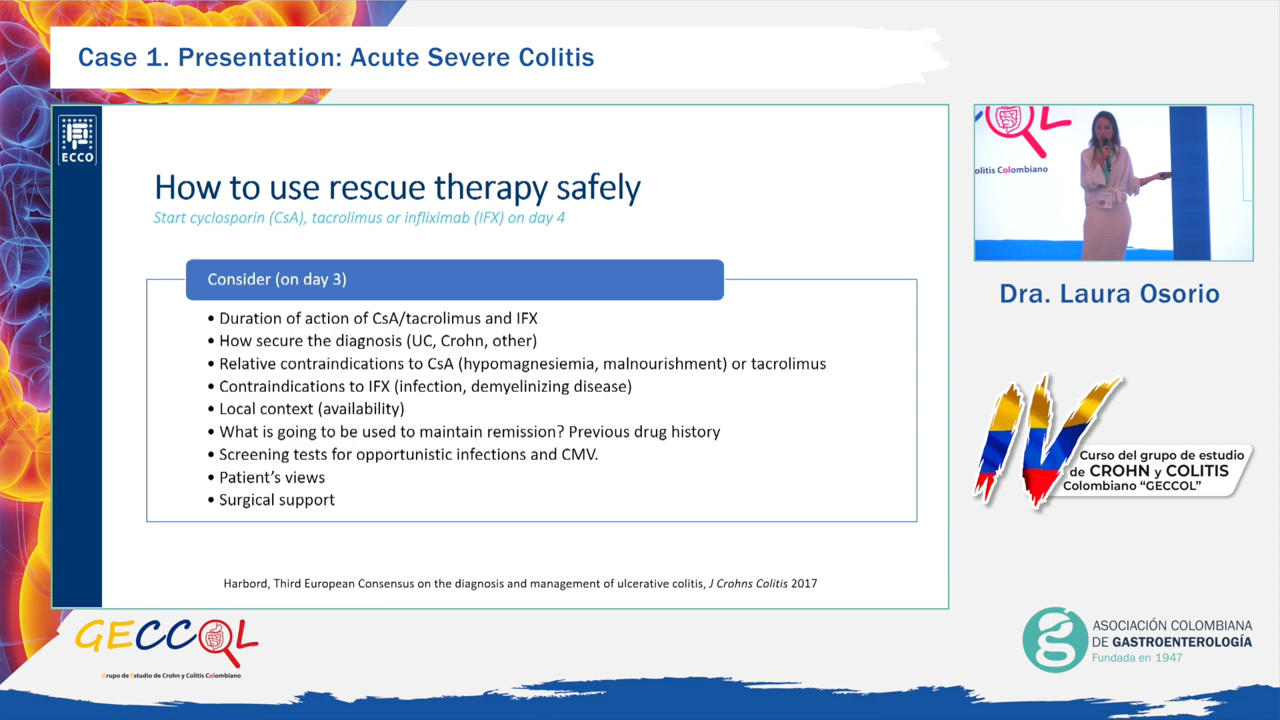 Case 1. Presentation: Acute Severe Colitis
ECCO
How to use rescue therapy safely
Start cyclosporin (CsA), tacrolimus or infliximab (IFX) on day 4
Consider (on day 3)
• Duration of action of CsA/tacrolimus and IFX
• How secure the diagnosis (UC, Crohn, other)
• Relative contraindications to CsA (hypomagnesiemia, malnourishment) or tacrolimus
• Contraindications to IFX (infection, demyelinizing disease)
• Local context (availability)
• What is going to be used to maintain remission? Previous drug history
• Screening tests for opportunistic infections and CMV.
• Patient's views
• Surgical support
Harbord, Third European Consensus on the diagnosis and management of ulcerative colitis, J Crohns Colitis 2017
olitis Colombiano
Dra. Laura Osorio
IV
Curso del grupo de estudio
de CROHN y COLITIS
Colombiano "GECCOL"
GECCOL
Grupo de Estudio de Crohn y Colitis Colombiano
ASOCIACIÓN COLOMBIANA
DE GASTROENTEROLOGÍA
Fundada en 1947